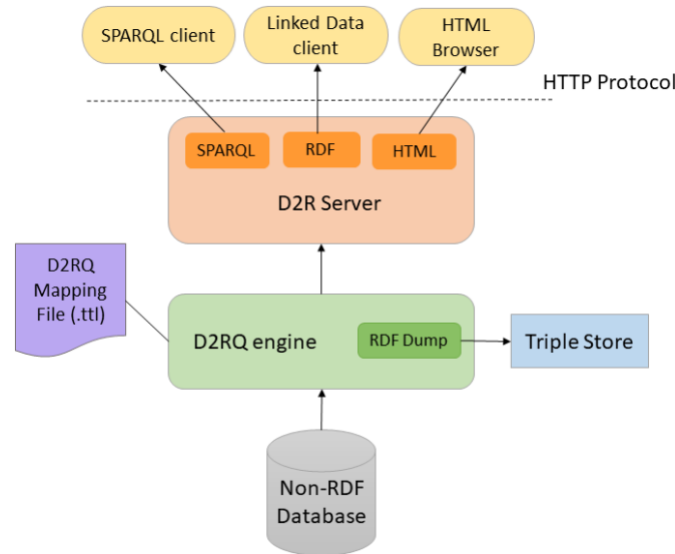 SPARQL client
Linked Data
client
HTML
Browser
HTTP Protocol
SPARQL
RDF
HTML
D2R Server
D2RQ
Mapping
File (.ttl)
D2RQ engine
RDF Dump
Triple Store
Non-RDF
Database